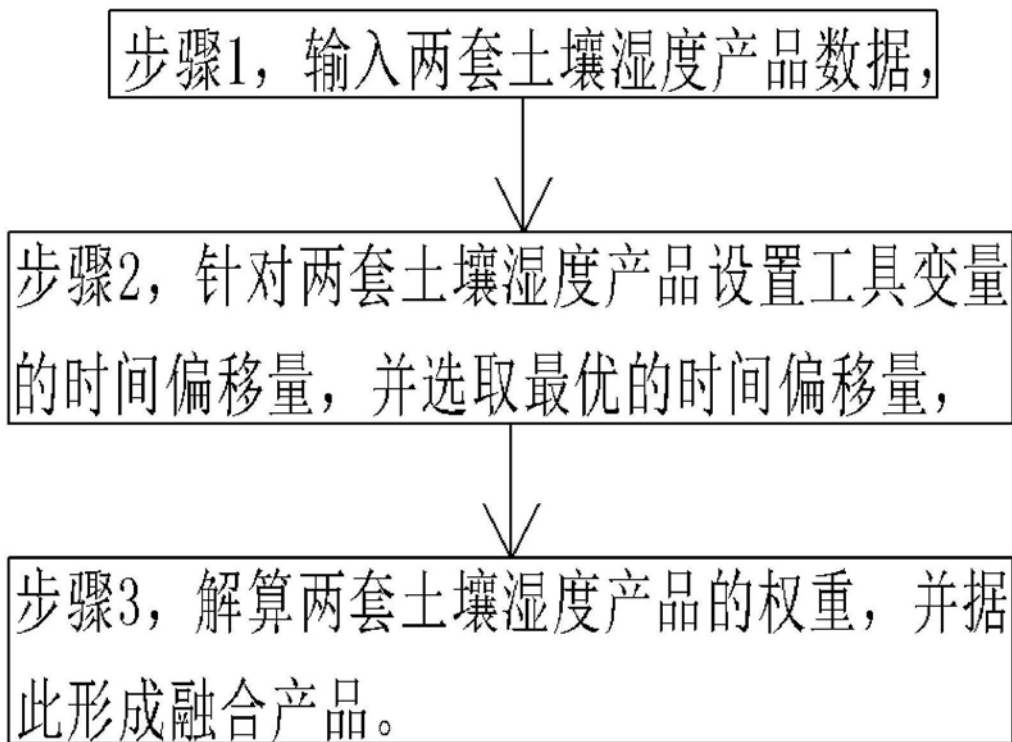 步骤1，输入两套土壤湿度产品数据，
步骤2，针对两套土壤湿度产品设置工具变量
的时间偏移量，并选取最优的时间偏移量，
步骤3，解算两套土壤湿度产品的权重，并据
此形成融合产品。